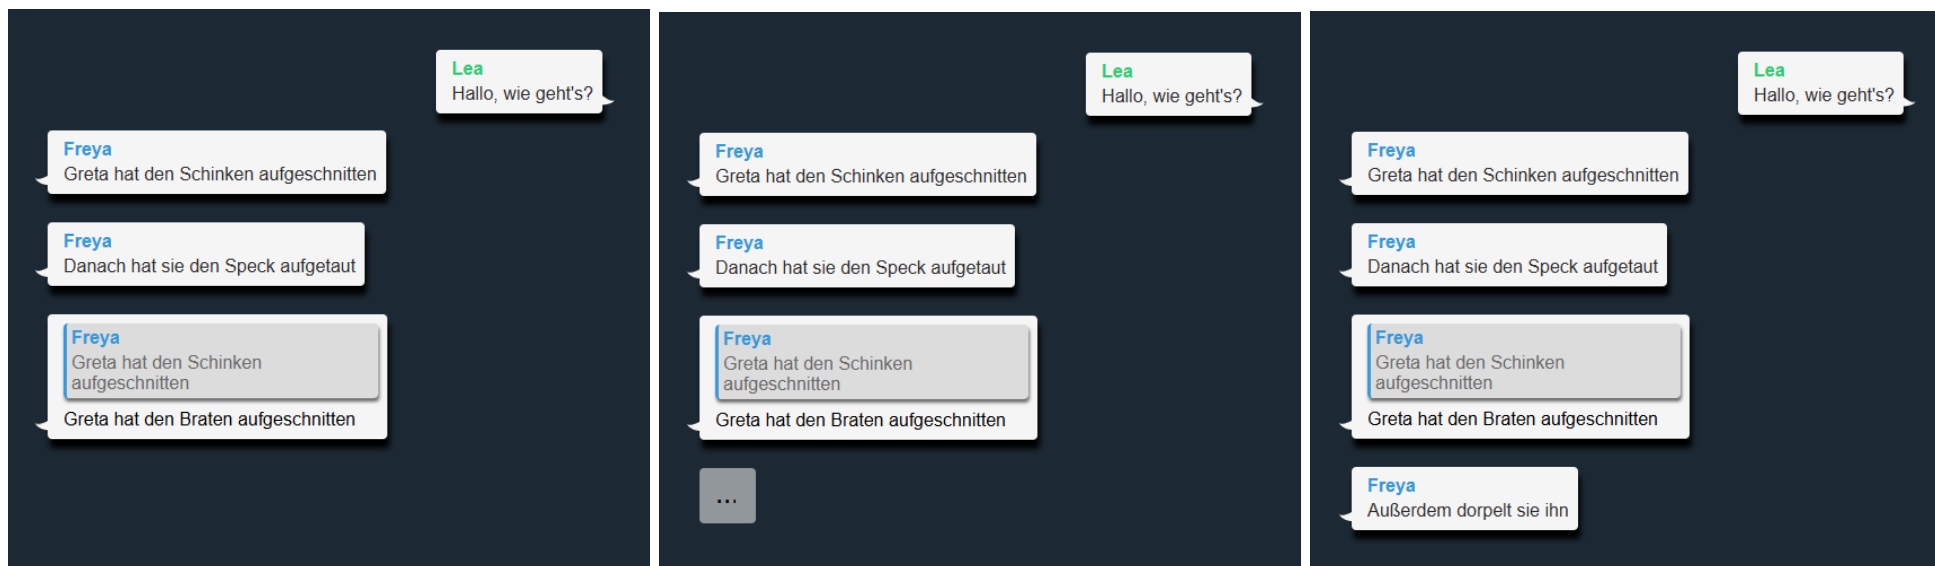 Lea
Hallo, wie geht's?
Freya
Greta hat den Schinken aufgeschnitten
Freya
Danach hat sie den Speck aufgetaut
Freya
Greta hat den Schinken
aufgeschnitten
Greta hat den Braten aufgeschnitten
Lea
Hallo, wie geht's?
Freya
Greta hat den Schinken aufgeschnitten
Freya
Danach hat sie den Speck aufgetaut
Freya
Greta hat den Schinken
aufgeschnitten
Greta hat den Braten aufgeschnitten
...
Lea
Hallo, wie geht's?
Freya
Greta hat den Schinken aufgeschnitten
Freya
Danach hat sie den Speck aufgetaut
Freya
Greta hat den Schinken
aufgeschnitten
Greta hat den Braten aufgeschnitten
Freya
Außerdem dorpelt sie ihn